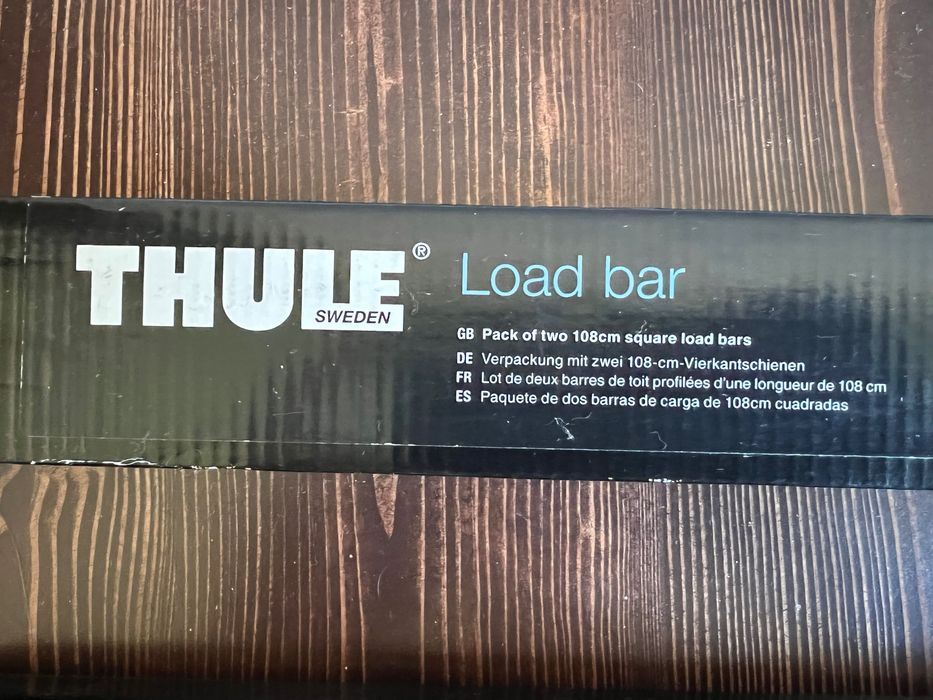 THULE®
SWEDEN
Load bar
GB Pack of two 108cm square load bars
DE Verpackung mit zwei 108-cm-Vierkantschienen
FR Lot de deux barres de toit profilées d'une longueur de 108 cm
ES Paquete de dos barras de carga de 108cm cuadradas